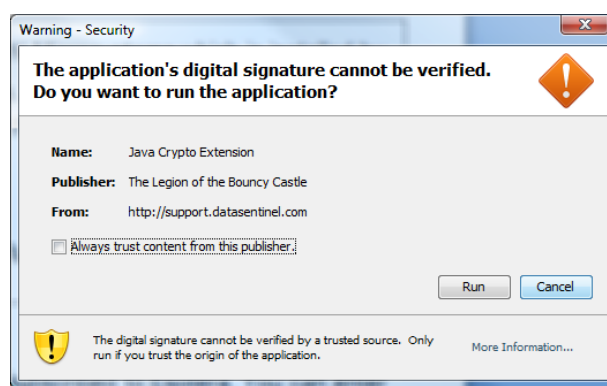 Warning - Security
The application's digital signature cannot be verified.
Do you want to run the application?
Name: Java Crypto Extension
Publisher: The Legion of the Bouncy Castle
From: http://support.datasentinel.com
Always trust content from this publisher.
Run Cancel
The digital signature cannot be verified by a trusted source. Only
run if you trust the origin of the application.
More Information...